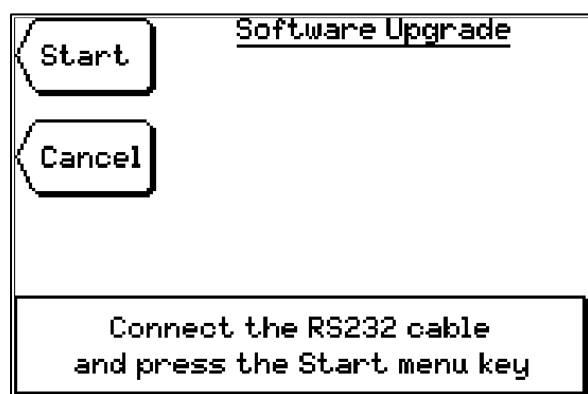 Software Upgrade
Start
Cancel
Connect the RS232 cable
and press the Start menu key